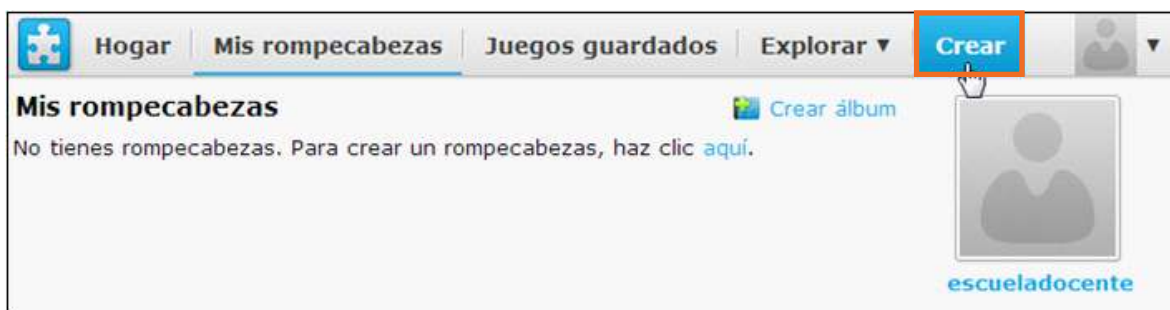 Hogar Mis rompecabezas Juegos guardados Explorar ▼ Crear ▼
Mis rompecabezas Crear álbum
No tienes rompecabezas. Para crear un rompecabezas, haz clic aquí.
escueladocente